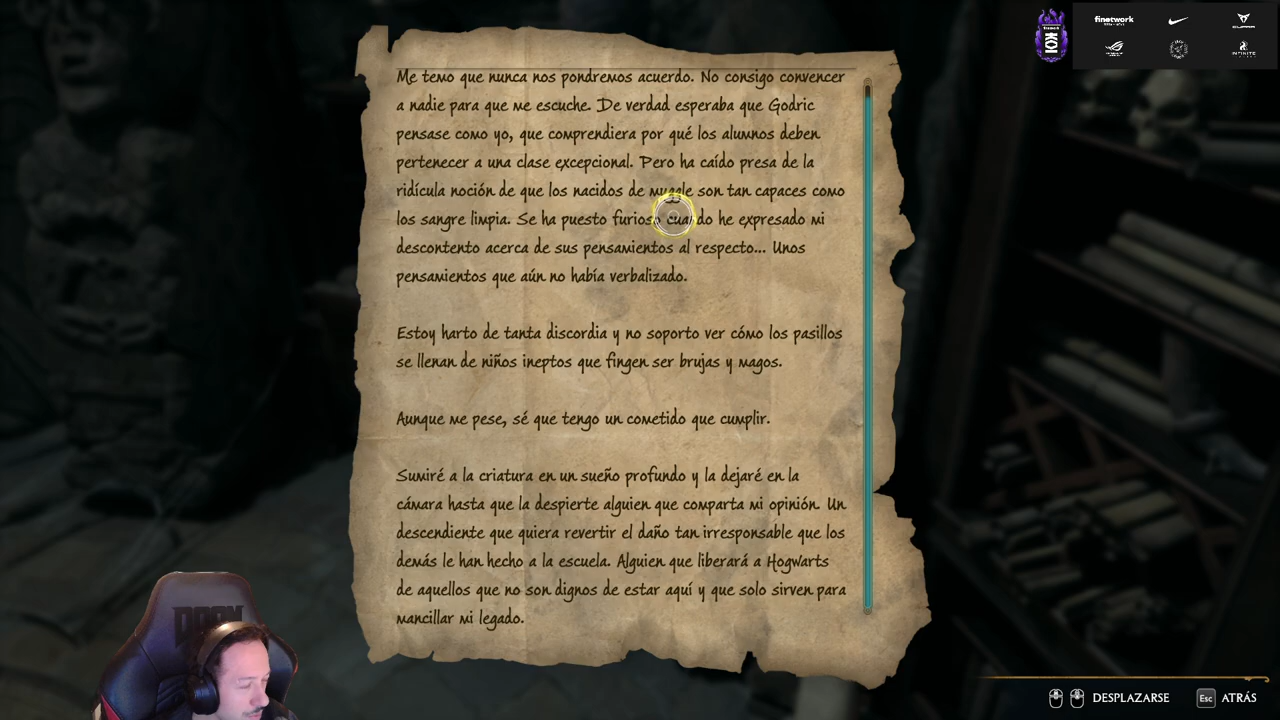 finetwork
KOI
CUPRA
INFINITE
Me temo que nunca nos pondremos acuerdo. No consigo convencer
a nadie para que me escuche. De verdad esperaba que Godric
pensase como yo, que comprendiera por qué los alumnos deben
pertenecer a una clase excepcional. Pero ha caído presa de la
ridícula noción de que los nacidos de muggle son tan capaces como
los sangre limpia. Se ha puesto furioso cuando he expresado mi
descontento acerca de sus pensamientos al respecto... Unos
pensamientos que aún no había verbalizado.
Estoy harto de tanta discordia y no soporto ver cómo los pasillos
se llenan de niños ineptos que fingen ser brujas y magos.
Aunque me pese, sé que tengo un cometido que cumplir.
Sumiré a la criatura en un sueño profundo y la dejaré en la
cámara hasta que la despierte alguien que comparta mi opinión. Un
descendiente que quiera revertir el daño tan irresponsable que los
demás le han hecho a la escuela. Alguien que liberará a Hogwarts
de aquellos que no son dignos de estar aquí y que solo sirven para
mancillar mi legado.
DOOM
DESPLAZARSE
Esc ATRÁS